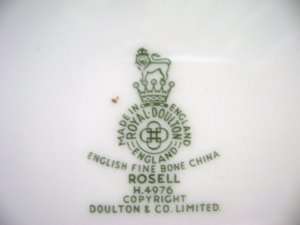 MADE IN ENGLAND
ROYAL DOULTON
ENGLAND
ENGLISH FINE BONE CHINA
ROSELL
H.4976
COPYRIGHT
DOULTON & CO. LIMITED.